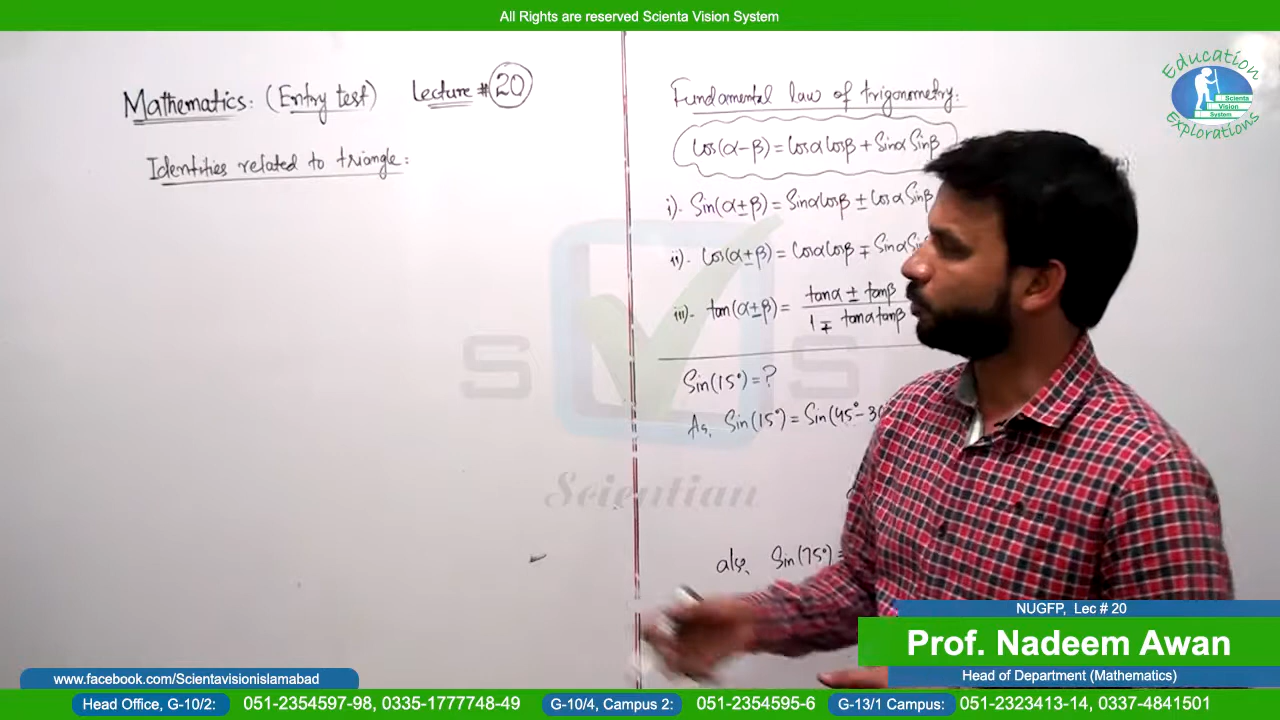 All Rights are reserved Scienta Vision System
Mathematics: (Entry test) Lecture # 20
Identities related to triangle:
Fundamental law of trigonometry:
Cos(α-β) = Cosα Cosβ + Sinα Sinβ
i). Sin(α±β) = Sinα Cosβ ± Cosα Sinβ
ii). Cos(α±β) = Cosα Cosβ ∓ Sinα Sin
iii). tan(α±β) = tanα ± tanβ
1 ∓ tanα tanβ
Sin(15°) = ?
As, Sin(15°) = Sin(45° - 30
also, Sin(75°) =
Education
Scienta
Vision
System
Explorations
S V S
Scientian
NUGFP, Lec # 20
Prof. Nadeem Awan
Head of Department (Mathematics)
www.facebook.com/Scientavisionislamabad
Head Office, G-10/2: 051-2354597-98, 0335-1777748-49 G-10/4, Campus 2: 051-2354595-6 G-13/1 Campus: 051-2323413-14, 0337-4841501